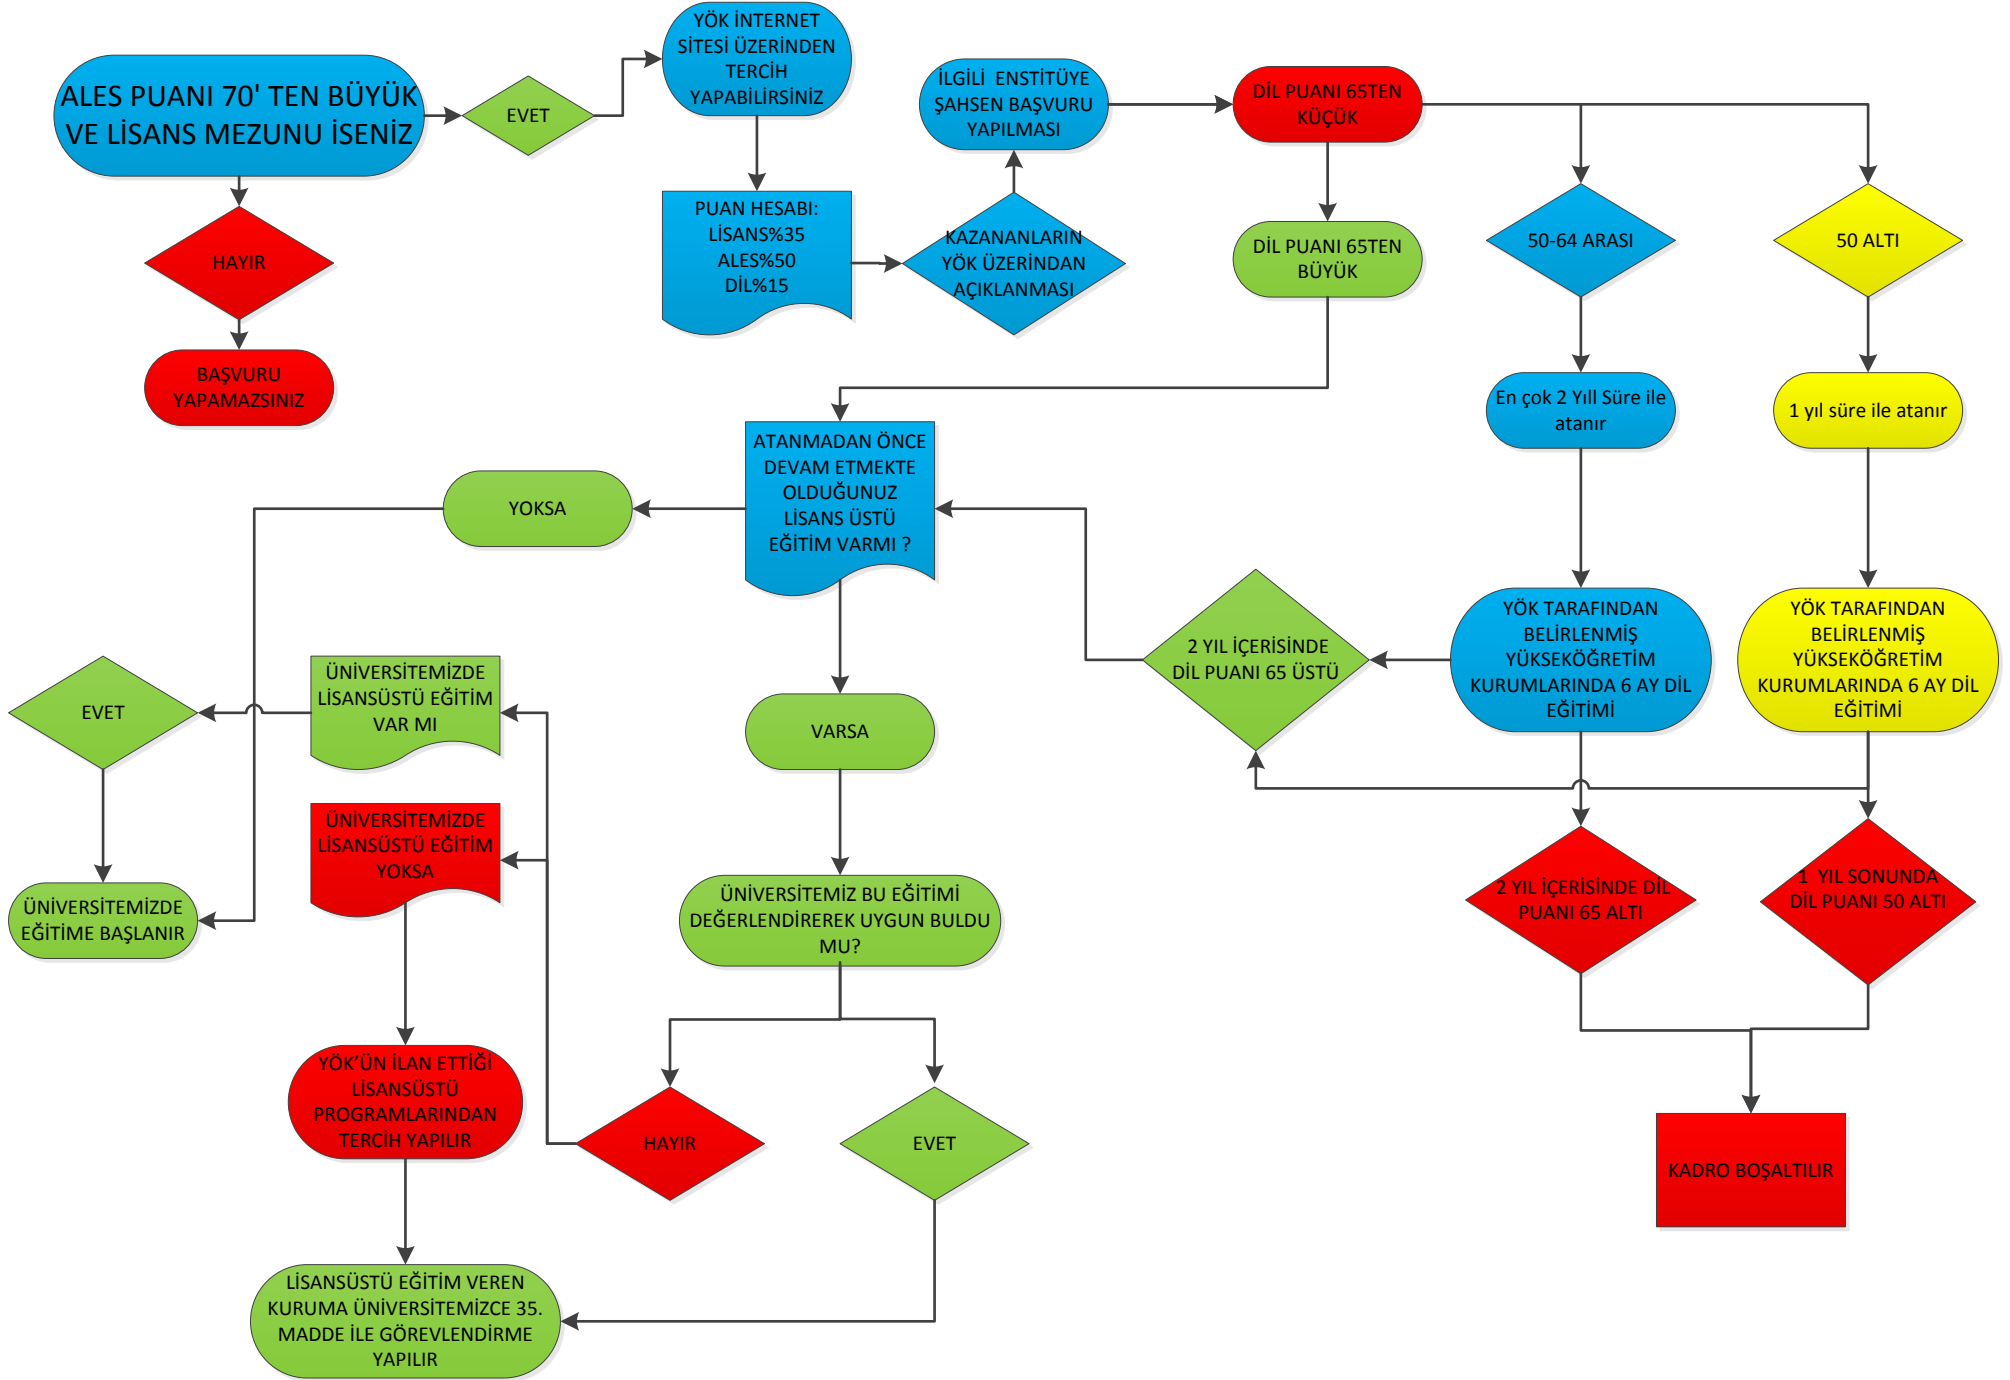 ALES PUANI 70' TEN BÜYÜK
VE LİSANS MEZUNU İSENİZ
EVET
YÖK İNTERNET
SİTESİ ÜZERİNDEN
TERCİH
YAPABİLİRSİNİZ
İLGİLİ ENSTİTÜYE
ŞAHSEN BAŞVURU
YAPILMASI
DİL PUANI 65TEN
KÜÇÜK
HAYIR
BAŞVURU
YAPAMAZSINIZ
PUAN HESABI:
LİSANS%35
ALES%50
DİL%15
KAZANANLARIN
YÖK ÜZERİNDAN
AÇIKLANMASI
DİL PUANI 65TEN
BÜYÜK
50-64 ARASI
50 ALTI
En çok 2 Yıll Süre ile
atanır
1 yıl süre ile atanır
ATANMADAN ÖNCE
DEVAM ETMEKTE
OLDUĞUNUZ
LİSANS ÜSTÜ
EĞİTİM VARMI ?
YOKSA
2 YIL İÇERİSİNDE
DİL PUANI 65 ÜSTÜ
YÖK TARAFINDAN
BELİRLENMİŞ
YÜKSEKÖĞRETİM
KURUMLARINDA 6 AY DİL
EĞİTİMİ
YÖK TARAFINDAN
BELİRLENMİŞ
YÜKSEKÖĞRETİM
KURUMLARINDA 6 AY DİL
EĞİTİMİ
EVET
ÜNİVERSİTEMİZDE
LİSANSÜSTÜ EĞİTİM
VAR MI
VARSA
ÜNİVERSİTEMİZDE
LİSANSÜSTÜ EĞİTİM
YOKSA
ÜNİVERSİTEMİZDE
EĞİTİME BAŞLANIR
ÜNİVERSİTEMİZ BU EĞİTİMİ
DEĞERLENDİREREK UYGUN BULDU
MU?
2 YIL İÇERİSİNDE DİL
PUANI 65 ALTI
1 YIL SONUNDA
DİL PUANI 50 ALTI
YÖK'ÜN İLAN ETTİĞİ
LİSANSÜSTÜ
PROGRAMLARINDAN
TERCİH YAPILIR
HAYIR
EVET
KADRO BOŞALTILIR
LİSANSÜSTÜ EĞİTİM VEREN
KURUMA ÜNİVERSİTEMİZCE 35.
MADDE İLE GÖREVLENDİRME
YAPILIR